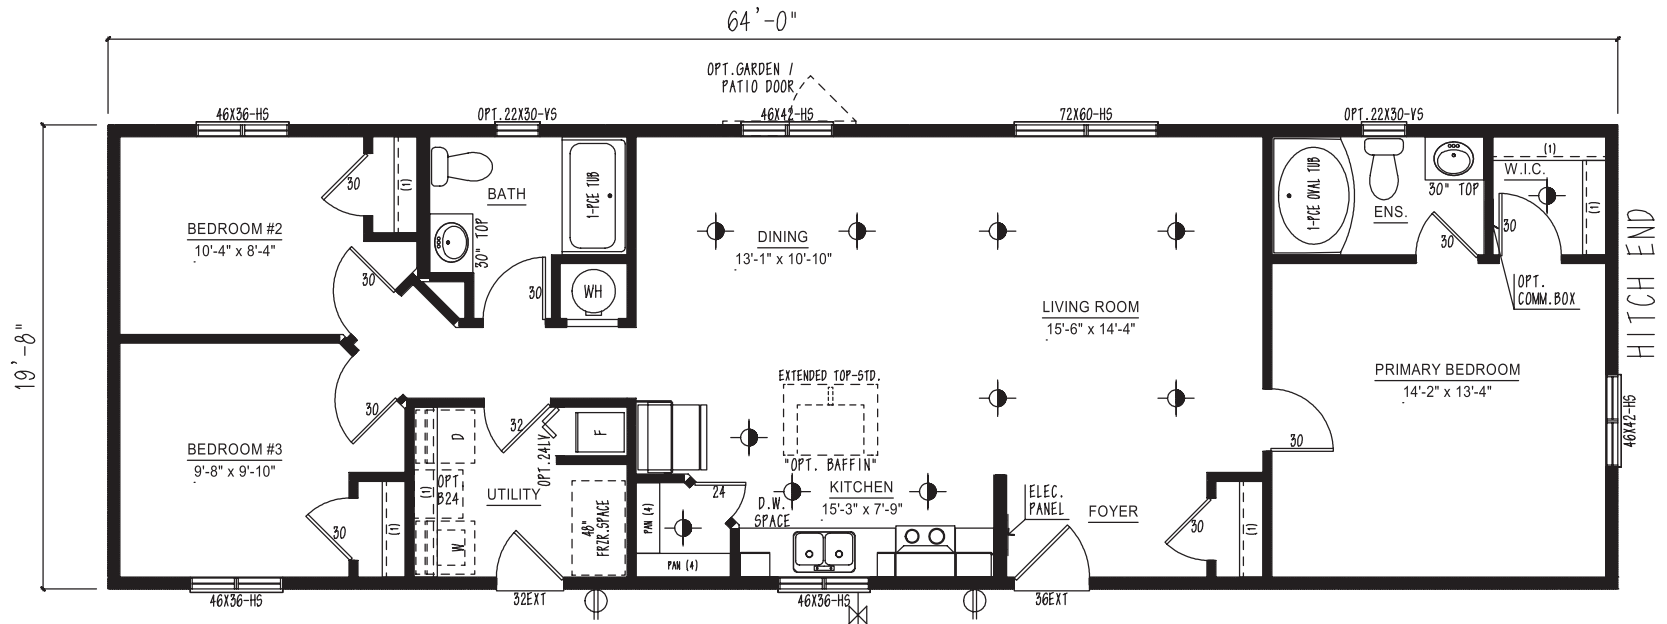 64'-0"
OPT.GARDEN /
PATIO DOOR
46X36-HS
OPT.22X30-VS
46X42-HS
72X60-HS
OPT.22X30-VS
19'-8"
HITCH END
BEDROOM #2
10'-4" x 8'-4"
30
(1)
30
BATH
1-PCE TUB
30" TOP
30
WH
DINING
13'-1" x 10'-10"
LIVING ROOM
15'-6" x 14'-4"
1-PCE OVAL TUB
ENS.
30" TOP
30
W.I.C.
(1)
(1)
30
OPT.
COMM.BOX
PRIMARY BEDROOM
14'-2" x 13'-4"
46X42-HS
30
BEDROOM #3
9'-8" x 9'-10"
30
30
(1)
D
OPT.
B24
(1)
W
UTILITY
32
OPT.24LV
F
48"
FRZR.SPACE
EXTENDED TOP-STD.
"OPT. BAFFIN"
KITCHEN
15'-3" x 7'-9"
D.W.
SPACE
24
PAN (4)
PAN (4)
ELEC.
PANEL
FOYER
30
(1)
46X36-HS
32EXT
46X36-HS
36EXT